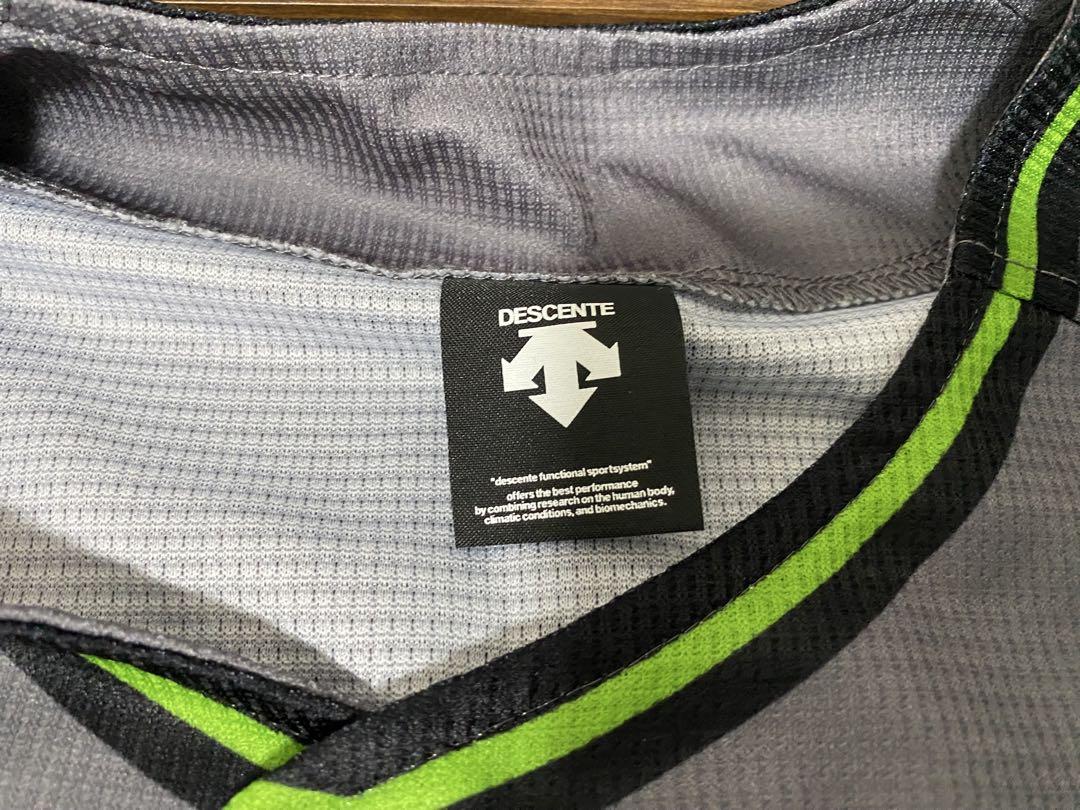 DESCENTE
"descente functional sportsystem"
offers the best performance
by combining research on the human body,
climatic conditions, and biomechanics.